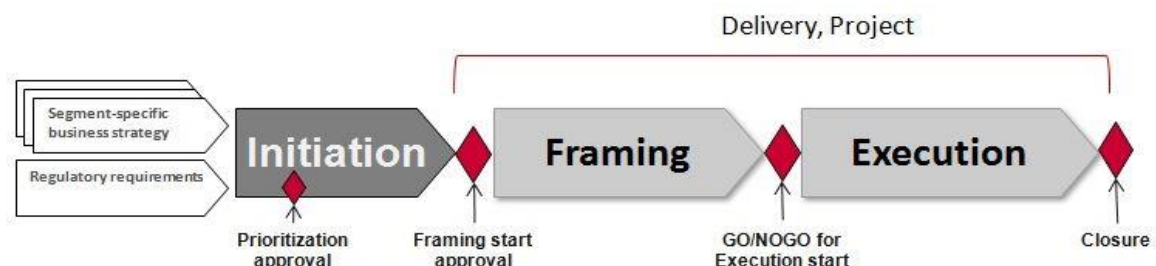 Delivery, Project
Segment-specific
business strategy
Regulatory requirements
Initiation
Framing
Execution
Prioritization
approval
Framing start
approval
GO/NOGO for
Execution start
Closure